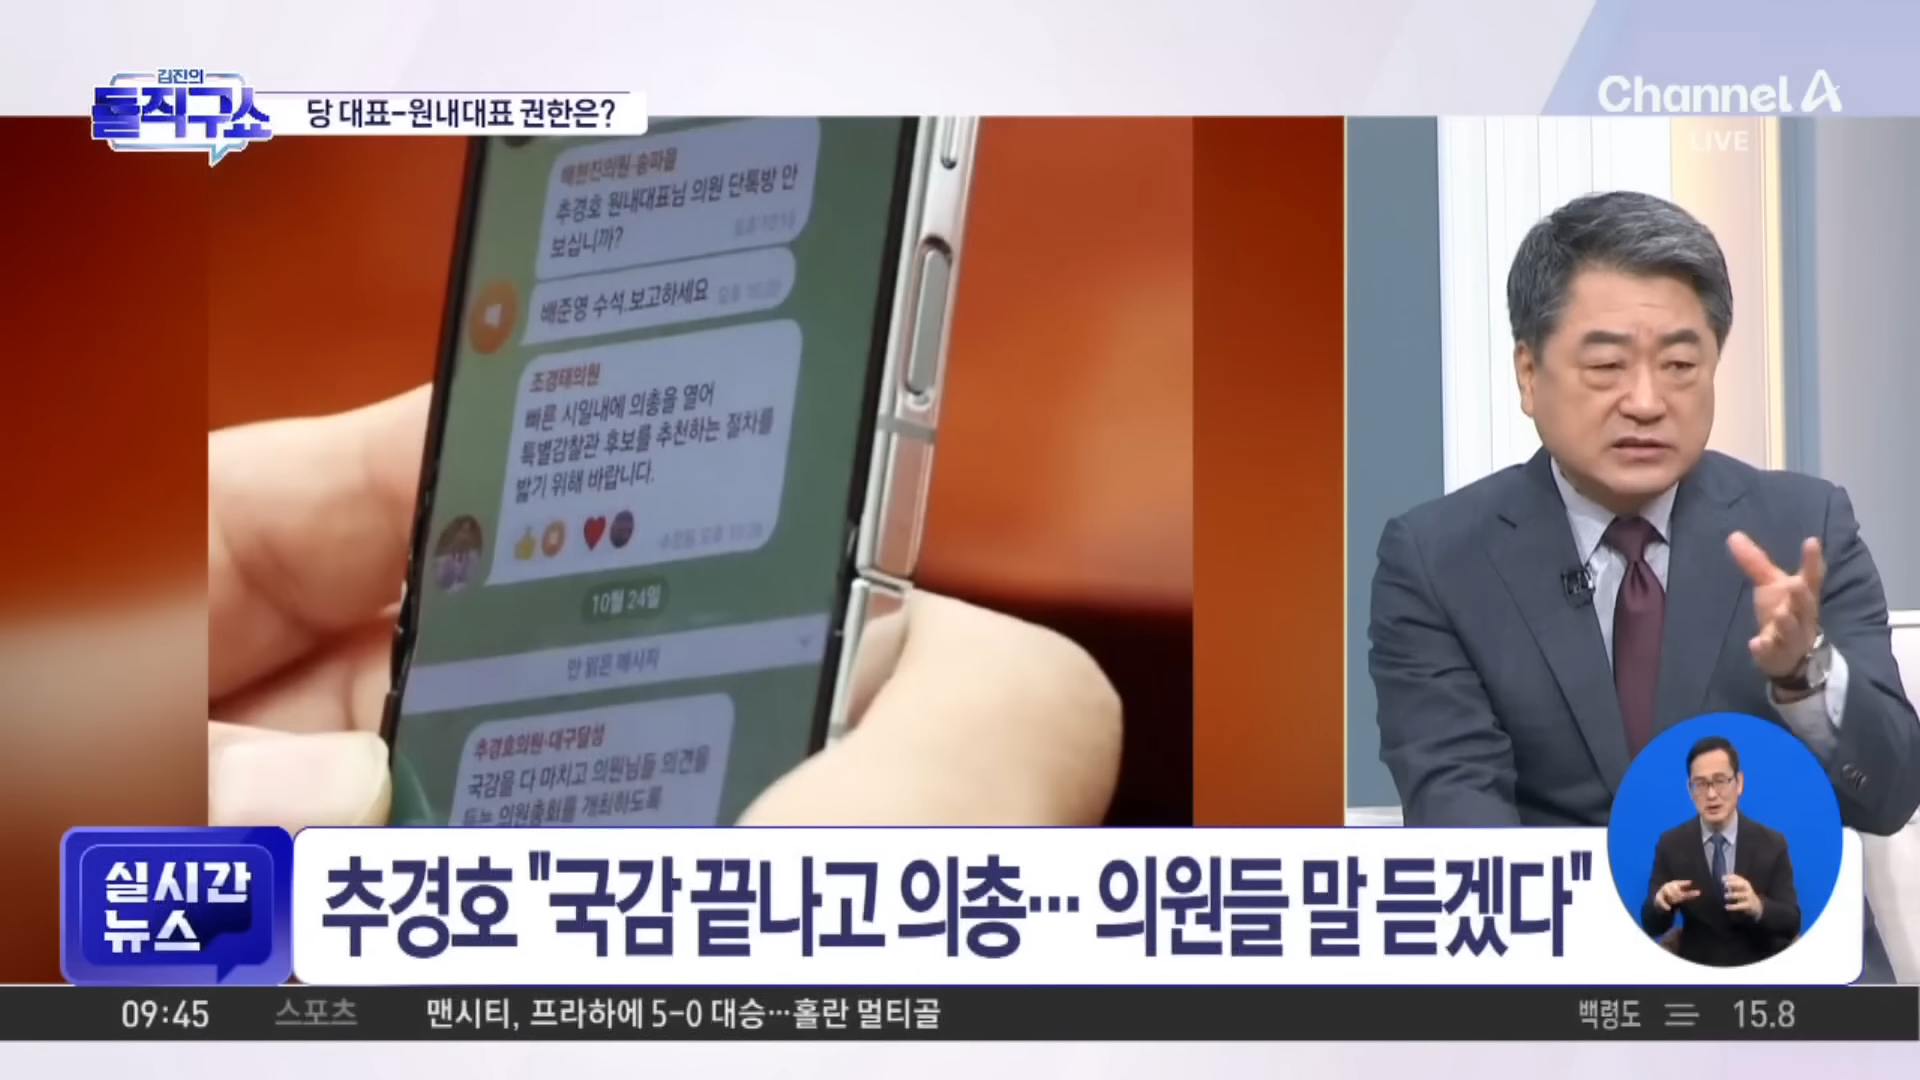 김진의
돌직구쇼
당 대표-원내대표 권한은?
Channel A
LIVE
배현진의원·송파을
추경호 원내대표님 의원 단톡방 안
보십니까?
배준영 수석.보고하세요
조경태의원
빠른 시일내에 의총을 열어
특별감찰관 후보를 추천하는 절차를
밟기 위해 바랍니다.
10월 24일
안 읽은 메시지
추경호의원·대구달성
국감을 다 마치고 의원님들 의견을
듣는 의원총회를 개최하도록
실시간
뉴스
추경호 "국감 끝나고 의총… 의원들 말 듣겠다"
09:45 스포츠 맨시티, 프라하에 5-0 대승…홀란 멀티골 백령도 15.8